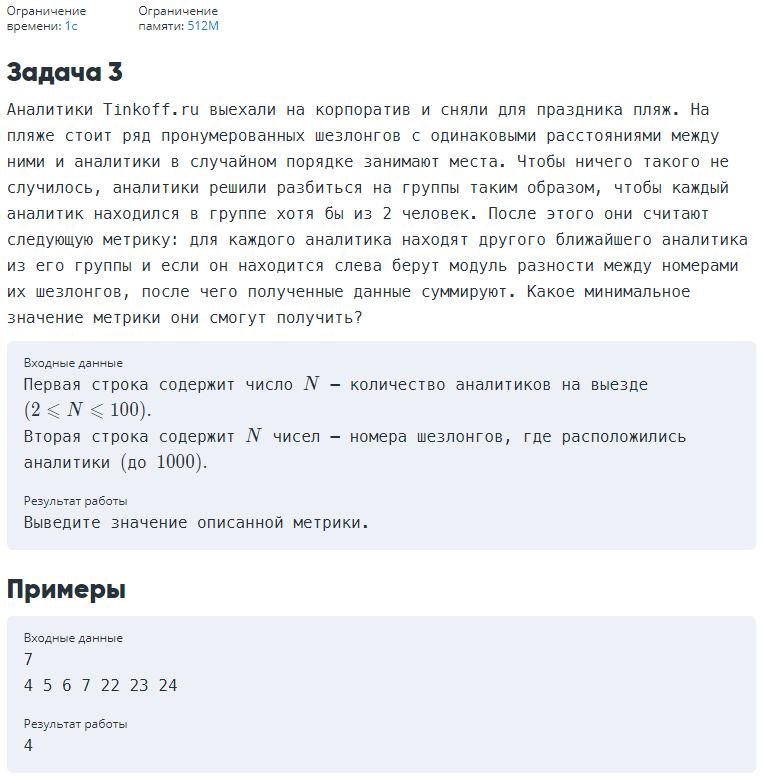 Ограничение
времени: 1с
Ограничение
памяти: 512M
Задача 3
Аналитики Tinkoff.ru выехали на корпоратив и сняли для праздника пляж. На
пляже стоит ряд пронумерованных шезлонгов с одинаковыми расстояниями между
ними и аналитики в случайном порядке занимают места. Чтобы ничего такого не
случилось, аналитики решили разбиться на группы таким образом, чтобы каждый
аналитик находился в группе хотя бы из 2 человек. После этого они считают
следующую метрику: для каждого аналитика находят другого ближайшего аналитика
из его группы и если он находится слева берут модуль разности между номерами
их шезлонгов, после чего полученные данные суммируют. Какое минимальное
значение метрики они смогут получить?
Входные данные
Первая строка содержит число N – количество аналитиков на выезде
(2 ⩽ N ⩽ 100).
Вторая строка содержит N чисел – номера шезлонгов, где расположились
аналитики (до 1000).
Результат работы
Выведите значение описанной метрики.
Примеры
Входные данные
7
4 5 6 7 22 23 24
Результат работы
4